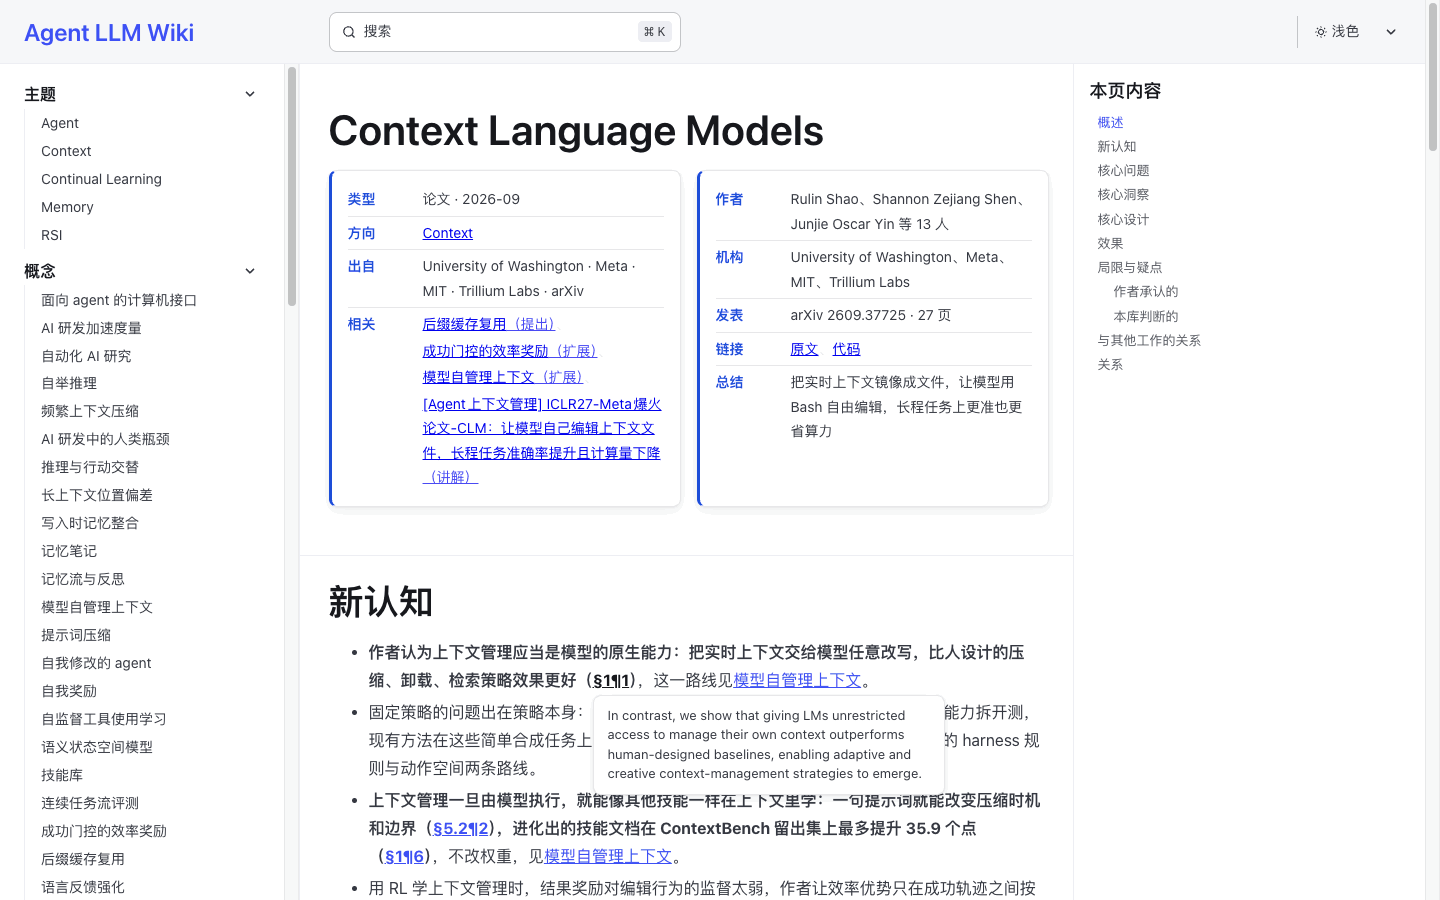 Agent LLM Wiki
搜索
⌘ K
浅色
主题
Agent
Context
Continual Learning
Memory
RSI
概念
面向 agent 的计算机接口
AI 研发加速度量
自动化 AI 研究
自举推理
频繁上下文压缩
AI 研发中的人类瓶颈
推理与行动交替
长上下文位置偏差
写入时记忆整合
记忆笔记
记忆流与反思
模型自管理上下文
提示词压缩
自我修改的 agent
自我奖励
自监督工具使用学习
语义状态空间模型
技能库
连续任务流评测
成功门控的效率奖励
后缀缓存复用
语言反馈强化
Context Language Models
类型 论文 · 2026-09
方向 Context
出自 University of Washington · Meta ·
MIT · Trillium Labs · arXiv
相关 后缀缓存复用（提出）
成功门控的效率奖励（扩展）
模型自管理上下文（扩展）
[Agent上下文管理] ICLR27-Meta爆火
论文-CLM：让模型自己编辑上下文文
件，长程任务准确率提升且计算量下降
（讲解）
作者 Rulin Shao、Shannon Zejiang Shen、
Junjie Oscar Yin 等 13 人
机构 University of Washington、Meta、
MIT、Trillium Labs
发表 arXiv 2609.37725 · 27 页
链接 原文 代码
总结 把实时上下文镜像成文件，让模型用
Bash 自由编辑，长程任务上更准也更
省算力
新认知
作者认为上下文管理应当是模型的原生能力：把实时上下文交给模型任意改写，比人设计的压
缩、卸载、检索策略效果更好（§1¶1），这一路线见模型自管理上下文。
固定策略的问题出在策略本身： 能力拆开测，
现有方法在这些简单合成任务上 的 harness 规
则与动作空间两条路线。
In contrast, we show that giving LMs unrestricted
access to manage their own context outperforms
human-designed baselines, enabling adaptive and
creative context-management strategies to emerge.
上下文管理一旦由模型执行，就能像其他技能一样在上下文里学：一句提示词就能改变压缩时机
和边界（§5.2¶2），进化出的技能文档在 ContextBench 留出集上最多提升 35.9 个点
（§1¶6），不改权重，见模型自管理上下文。
用 RL 学上下文管理时，结果奖励对编辑行为的监督太弱，作者让效率优势只在成功轨迹之间按
本页内容
概述
新认知
核心问题
核心洞察
核心设计
效果
局限与疑点
作者承认的
本库判断的
与其他工作的关系
关系